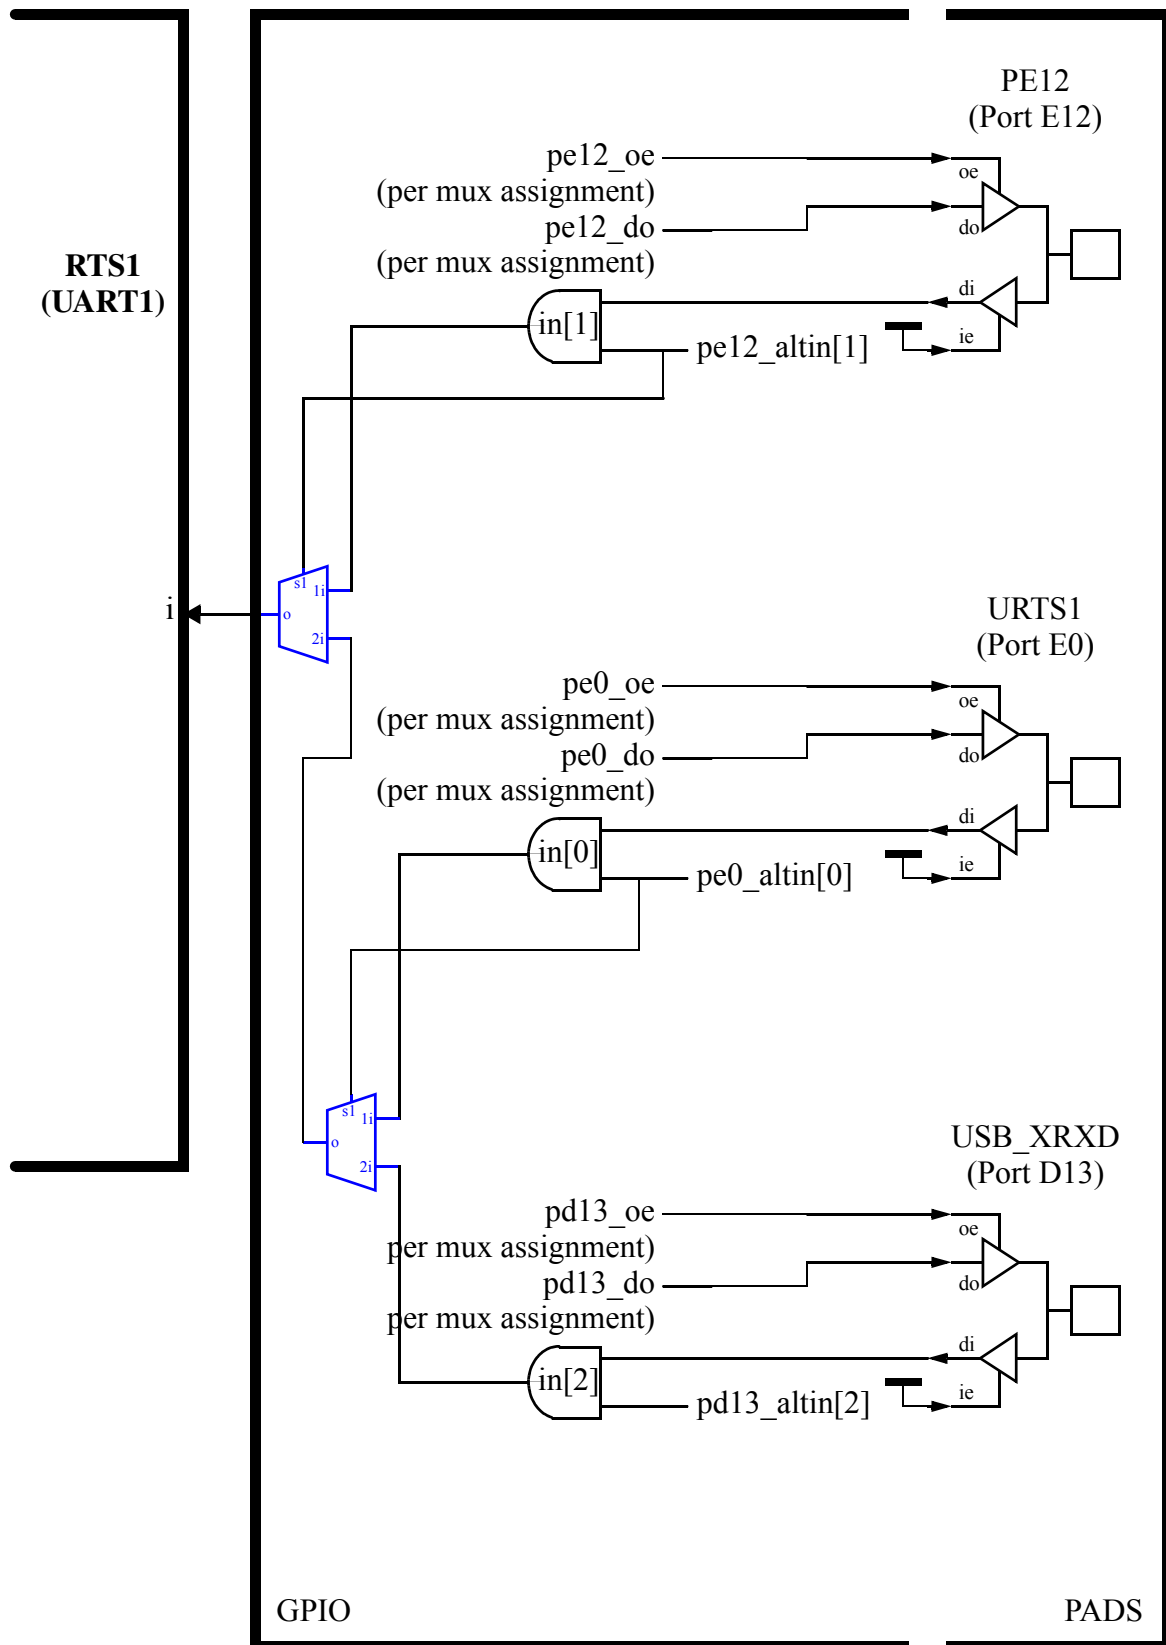 PE12
(Port E12)
pe12_oe
oe
(per mux assignment)
pe12_do
do
(per mux assignment)
RTS1
(UART1)
di
in[1]
pe12_altin[1]
ie
s1
1i
i
o
2i
URTS1
(Port E0)
pe0_oe
oe
(per mux assignment)
pe0_do
do
(per mux assignment)
di
in[0]
pe0_altin[0]
ie
s1
1i
o
2i
USB_XRXD
(Port D13)
pd13_oe
oe
per mux assignment)
pd13_do
do
per mux assignment)
di
in[2]
pd13_altin[2]
ie
GPIO
PADS